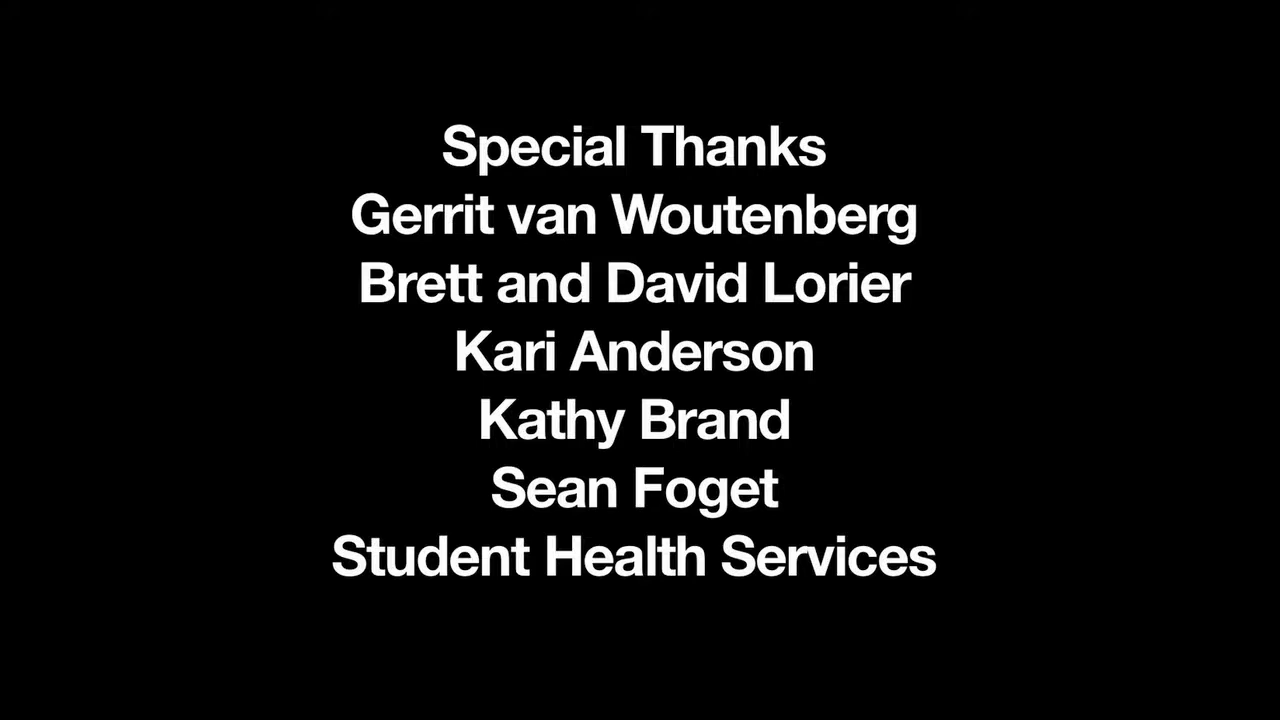 Special Thanks
Gerrit van Woutenberg
Brett and David Lorier
Kari Anderson
Kathy Brand
Sean Foget
Student Health Services